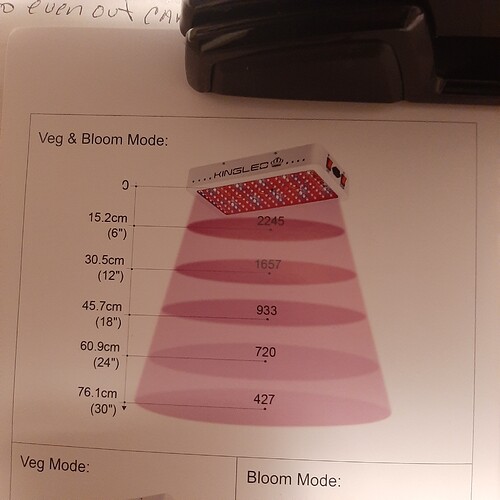 o even out
Veg & Bloom Mode:
KINGLED
0
15.2cm
(6")
2245
30.5cm
(12")
1657
45.7cm
(18")
933
60.9cm
(24")
720
76.1cm
(30")
427
Veg Mode:
Bloom Mode: